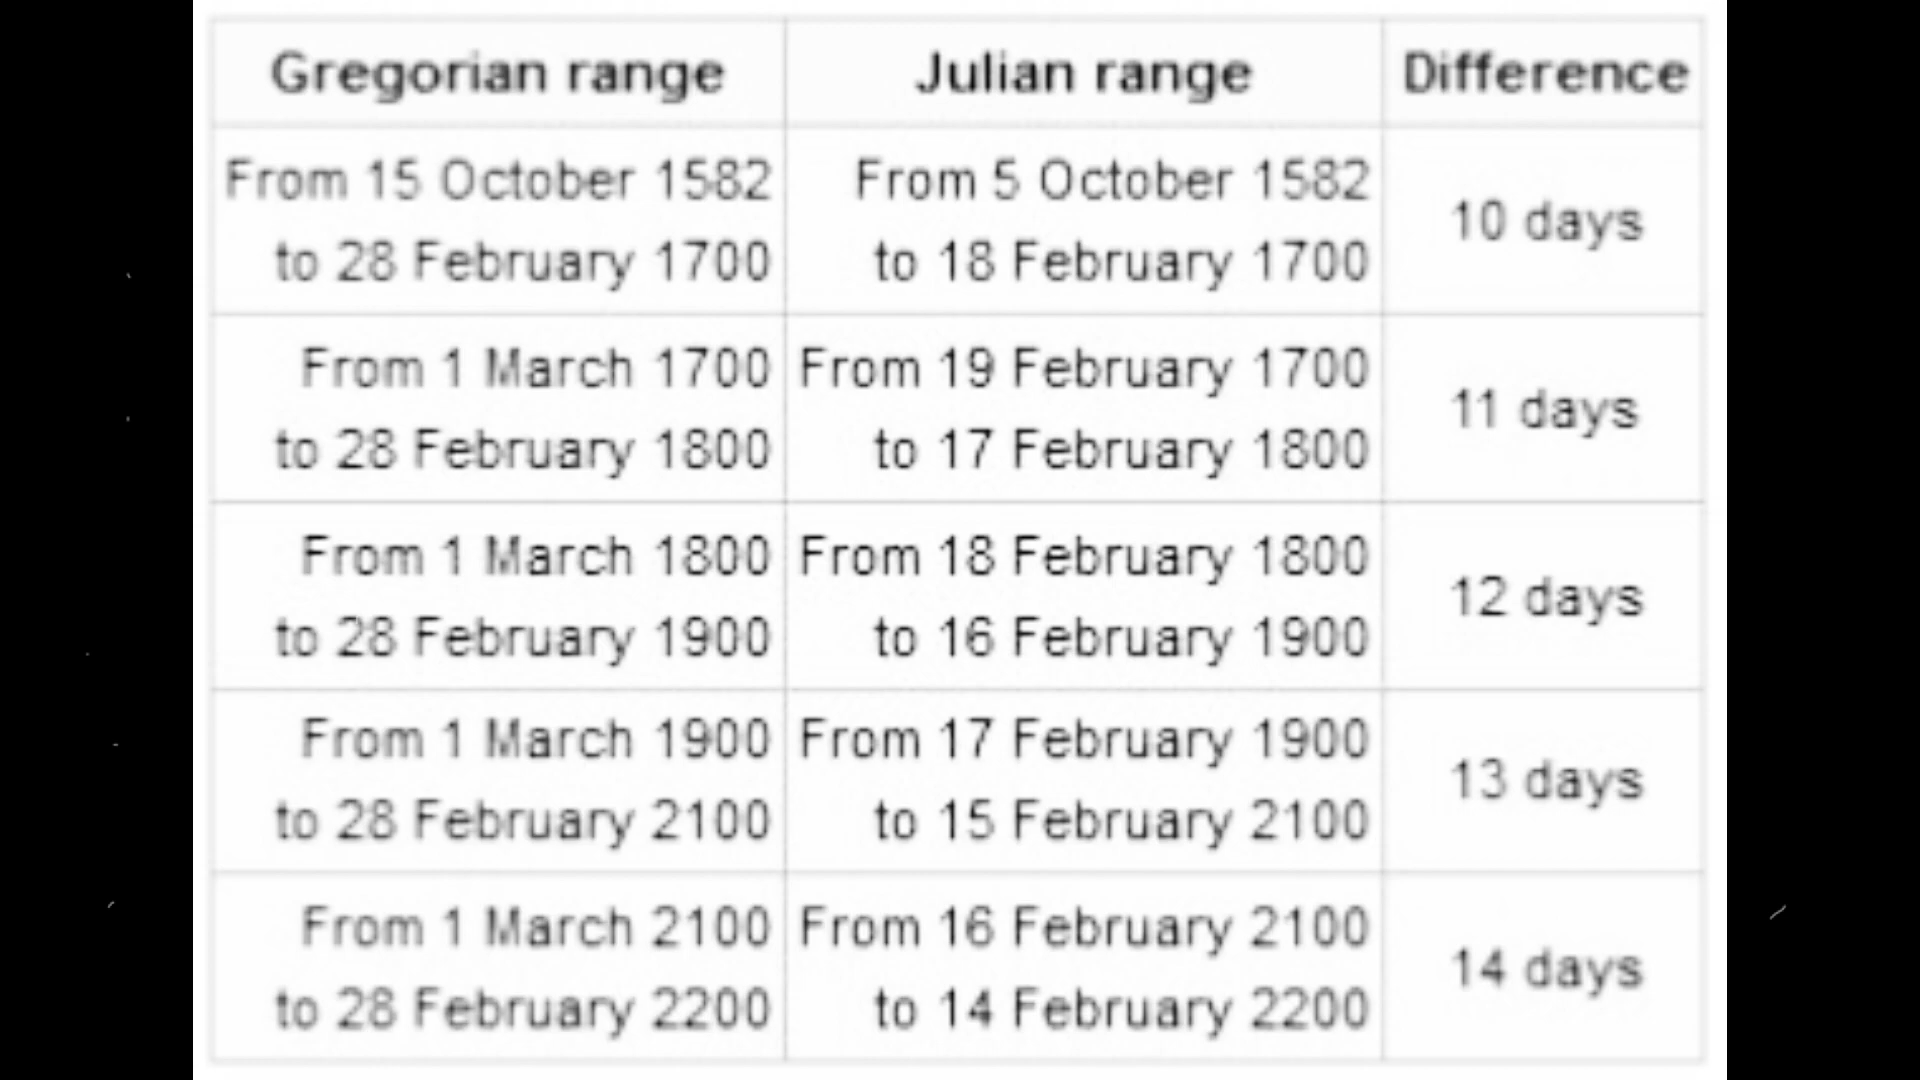 Gregorian range Julian range Difference
From 15 October 1582 From 5 October 1582
to 28 February 1700 to 18 February 1700
10 days
From 1 March 1700 From 19 February 1700
to 28 February 1800 to 17 February 1800
11 days
From 1 March 1800 From 18 February 1800
to 28 February 1900 to 16 February 1900
12 days
From 1 March 1900 From 17 February 1900
to 28 February 2100 to 15 February 2100
13 days
From 1 March 2100 From 16 February 2100
to 28 February 2200 to 14 February 2200
14 days